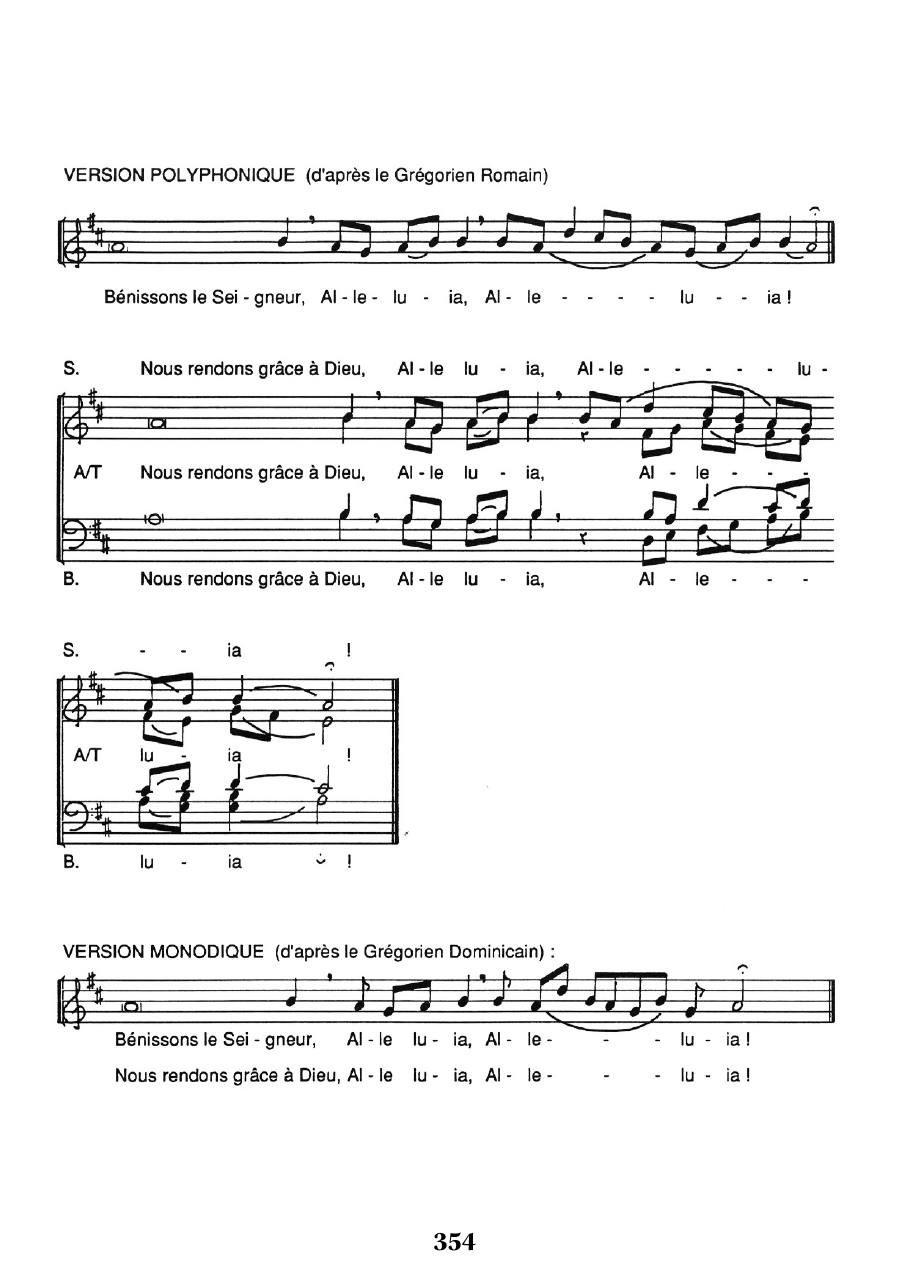 VERSION POLYPHONIQUE (d'après le Grégorien Romain)
Bénissons le Sei - gneur, Al - le - lu - ia, Al - le - - - - lu - - ia !
S. Nous rendons grâce à Dieu, Al - le lu - ia, Al - le - - - - - lu -
A/T Nous rendons grâce à Dieu, Al - le lu - ia, Al - le - - -
B. Nous rendons grâce à Dieu, Al - le lu - ia, Al - le - - -
S. - - ia !
A/T lu - ia !
B. lu - ia !
VERSION MONODIQUE (d'après le Grégorien Dominicain) :
Bénissons le Sei - gneur, Al - le lu - ia, Al - le - - - lu - ia !
Nous rendons grâce à Dieu, Al - le lu - ia, Al - le - - - lu - ia !
354